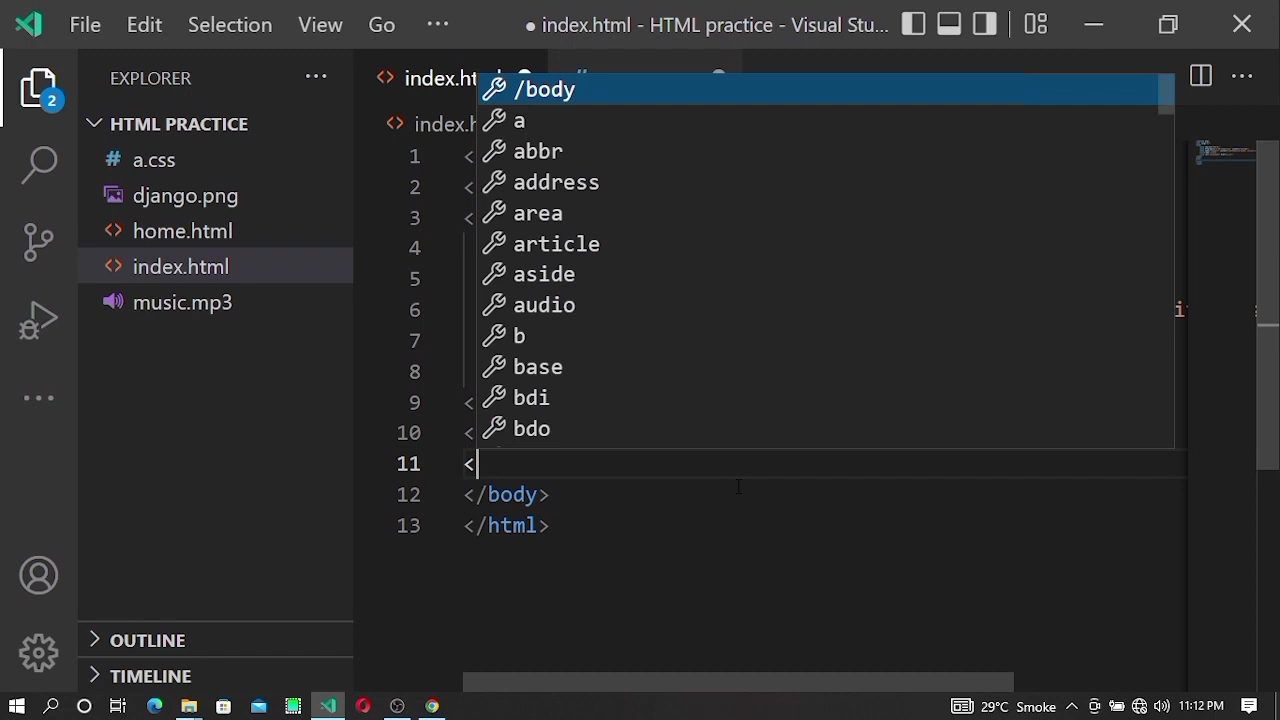 File Edit Selection View Go ··· ● index.html - HTML practice - Visual Stu...
EXPLORER ···
2
HTML PRACTICE
# a.css
django.png
<> home.html
<> index.html
music.mp3
OUTLINE
TIMELINE
<> index.ht
<> index.h
/body
a
abbr
address
area
article
aside
audio
b
base
bdi
bdo
1 <
2 <
3 <
4
5
6
7
8
9 <
10 <
11 <
12 </body>
13 </html>
29°C Smoke 11:12 PM